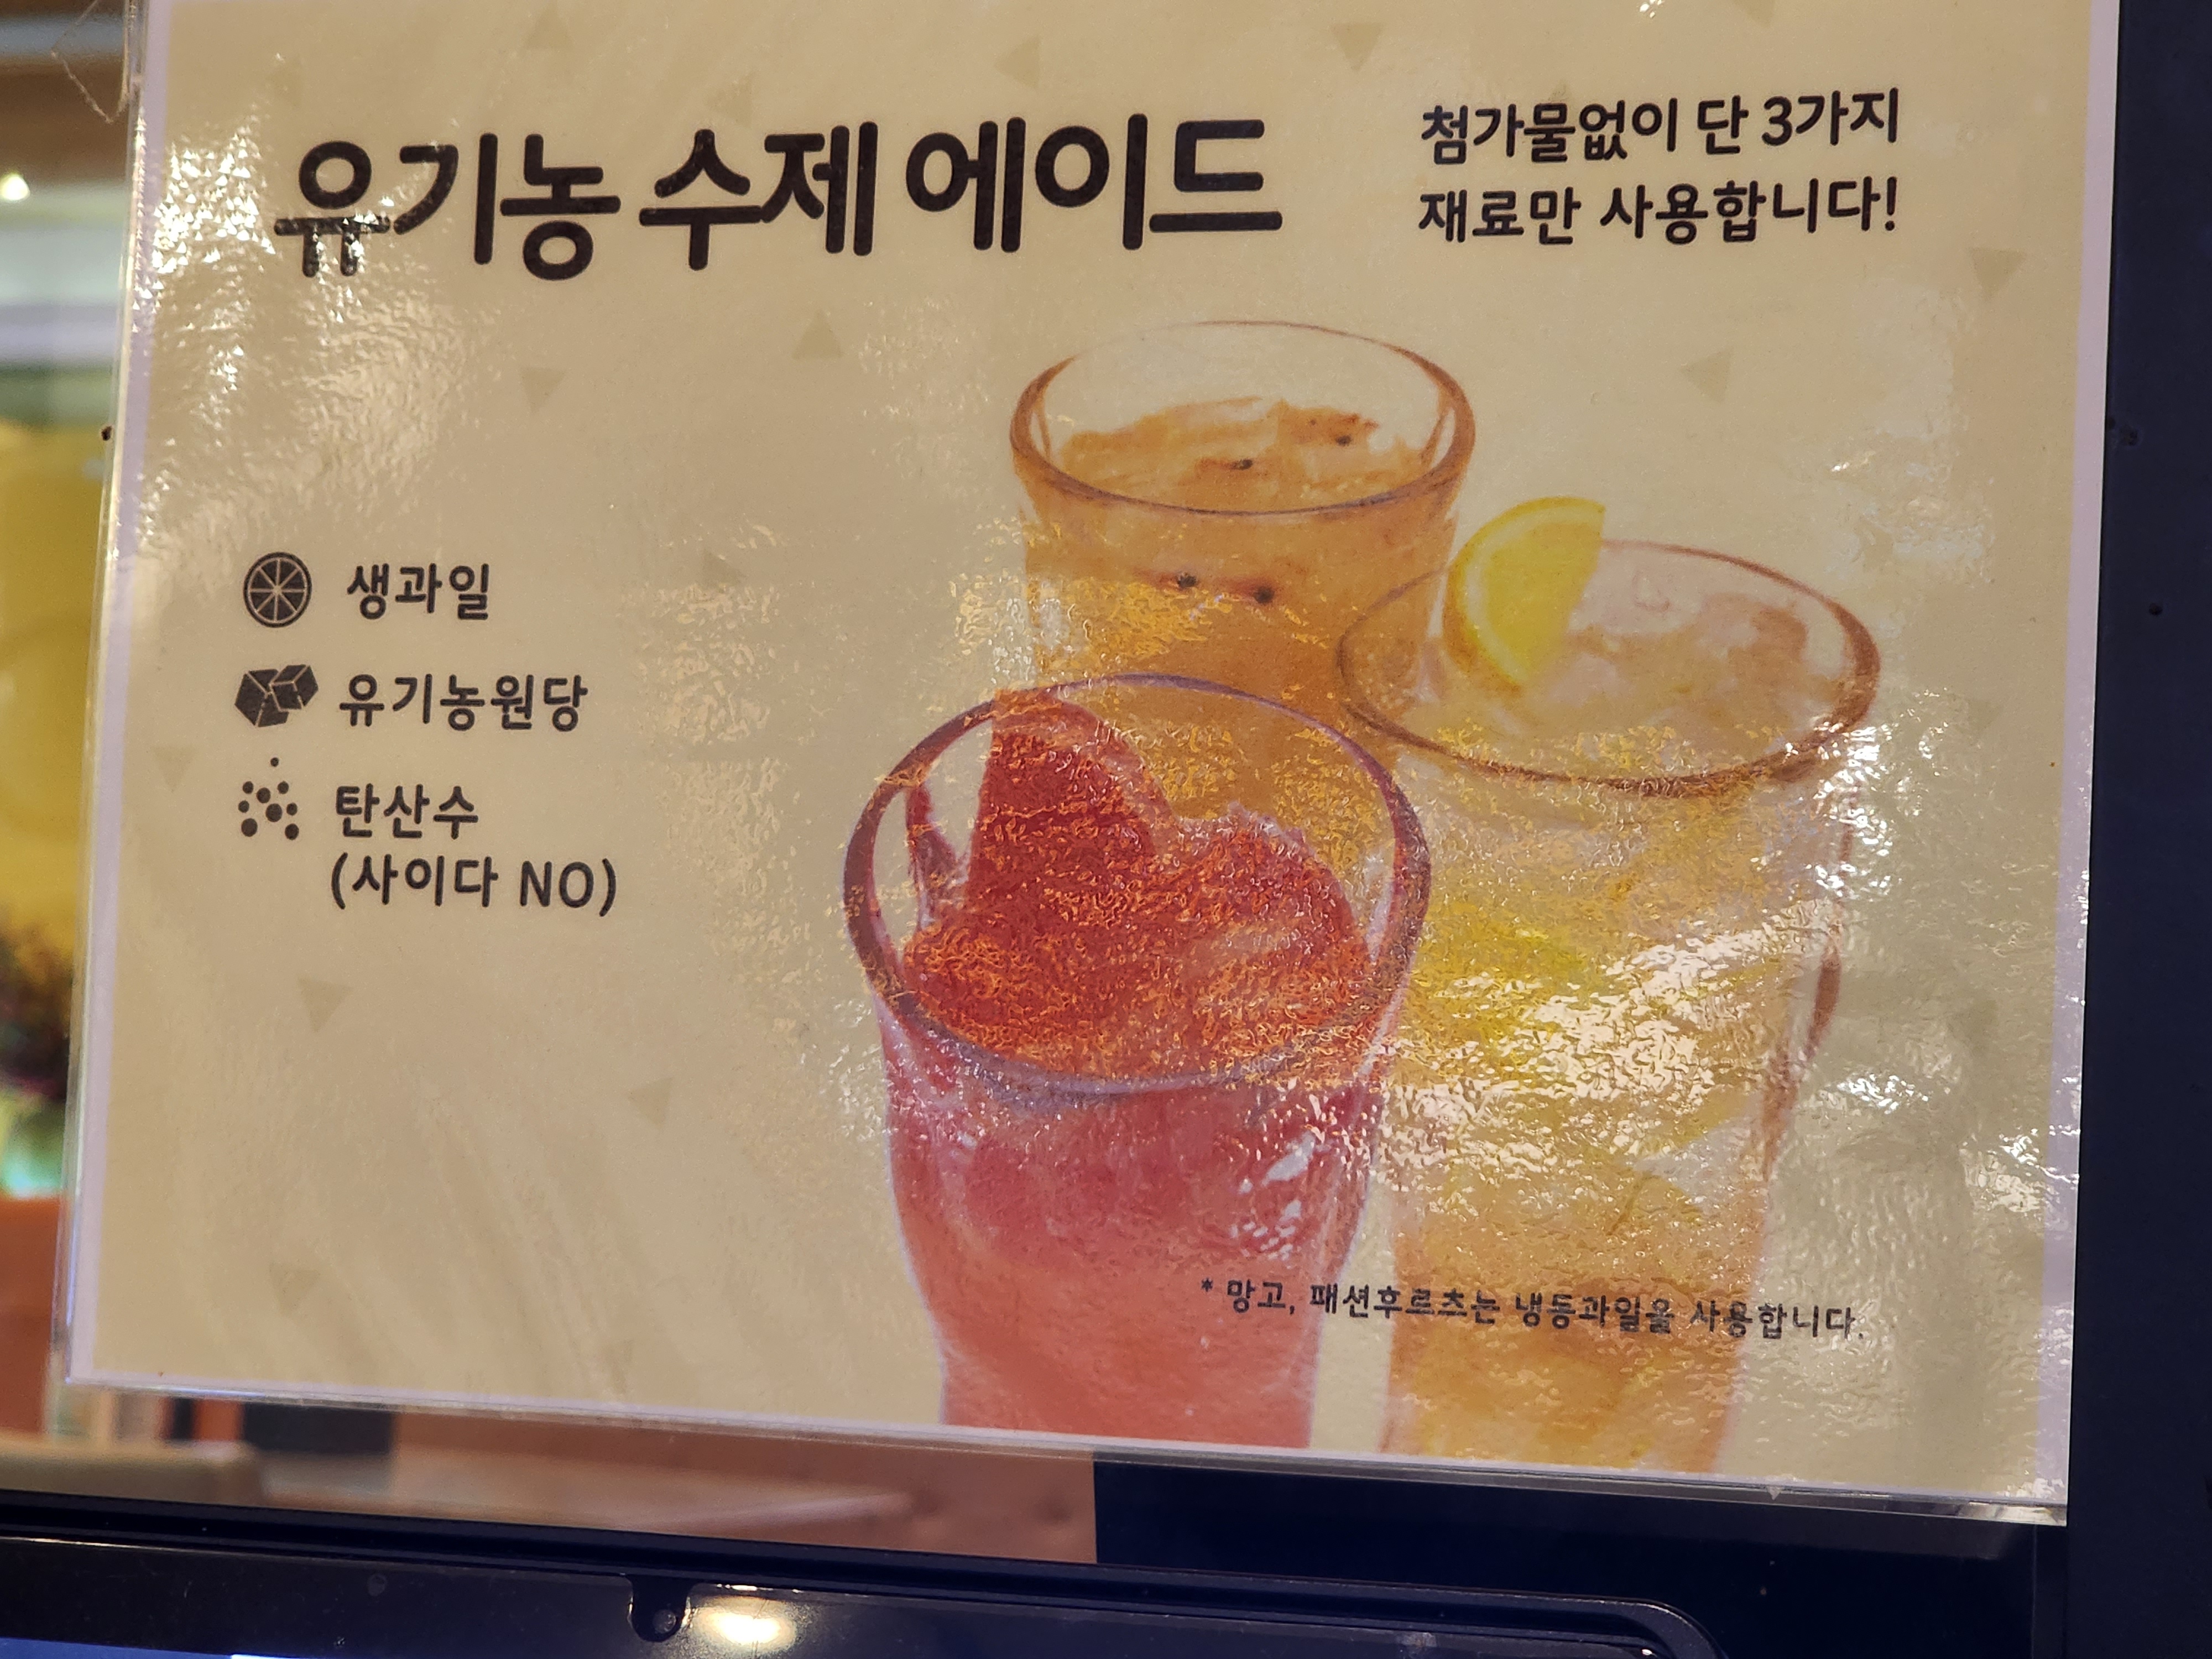 유기농 수제 에이드
첨가물없이 단 3가지
재료만 사용합니다!
생과일
유기농원당
탄산수
(사이다 NO)
* 망고, 패션후르츠는 냉동과일을 사용합니다.